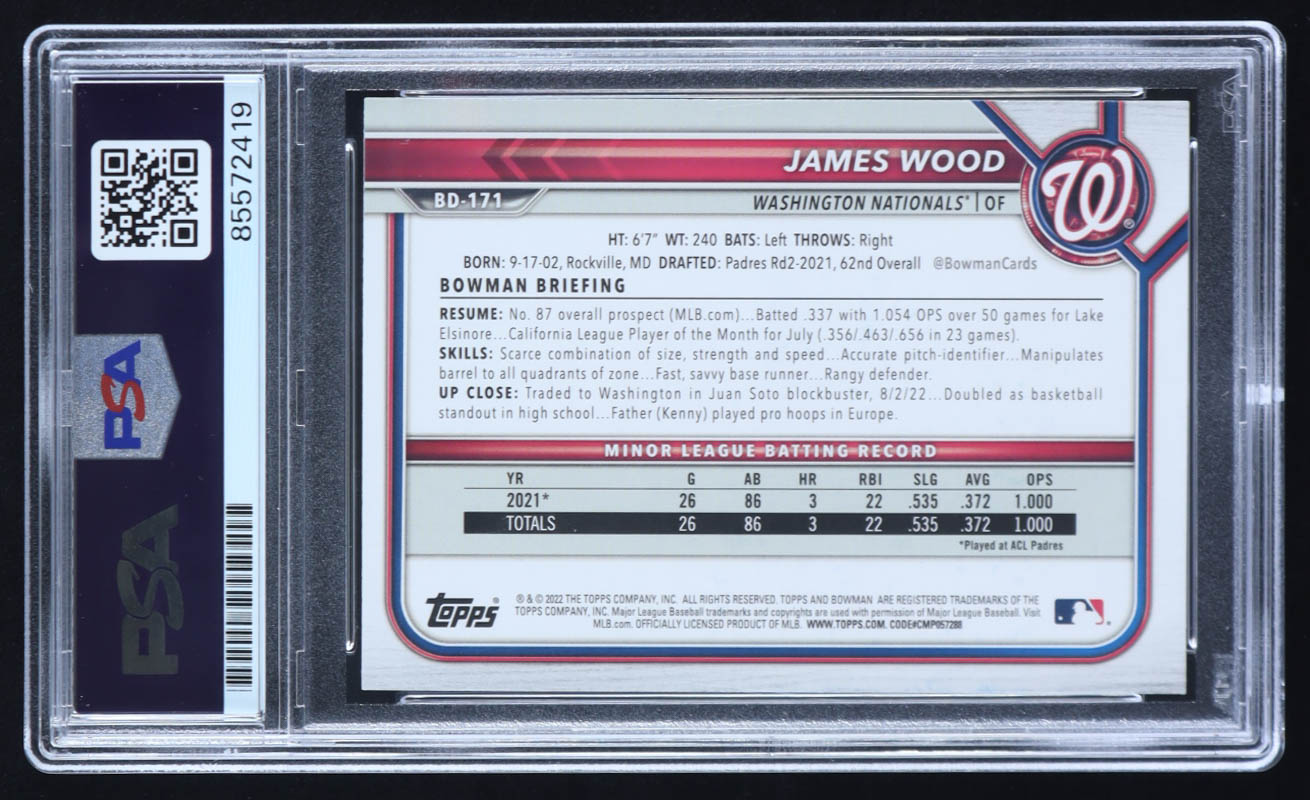 85572419
PSA
PSA
JAMES WOOD
BD-171
WASHINGTON NATIONALS® | OF
W®
HT: 6'7" WT: 240 BATS: Left THROWS: Right
BORN: 9-17-02, Rockville, MD DRAFTED: Padres Rd2-2021, 62nd Overall @BowmanCards
BOWMAN BRIEFING
RESUME: No. 87 overall prospect (MLB.com)...Batted .337 with 1.054 OPS over 50 games for Lake
Elsinore...California League Player of the Month for July (.356/.463/.656 in 23 games).
SKILLS: Scarce combination of size, strength and speed...Accurate pitch-identifier...Manipulates
barrel to all quadrants of zone...Fast, savvy base runner...Rangy defender.
UP CLOSE: Traded to Washington in Juan Soto blockbuster, 8/2/22...Doubled as basketball
standout in high school...Father (Kenny) played pro hoops in Europe.
MINOR LEAGUE BATTING RECORD
YR G AB HR RBI SLG AVG OPS
2021* 26 86 3 22 .535 .372 1.000
TOTALS 26 86 3 22 .535 .372 1.000
*Played at ACL Padres
Topps®
® & © 2022 THE TOPPS COMPANY, INC. ALL RIGHTS RESERVED. TOPPS AND BOWMAN ARE REGISTERED TRADEMARKS OF THE
TOPPS COMPANY, INC. Major League Baseball trademarks and copyrights are used with permission of Major League Baseball. Visit
MLB.com. OFFICIALLY LICENSED PRODUCT OF MLB. WWW.TOPPS.COM. CODE#CMP057288